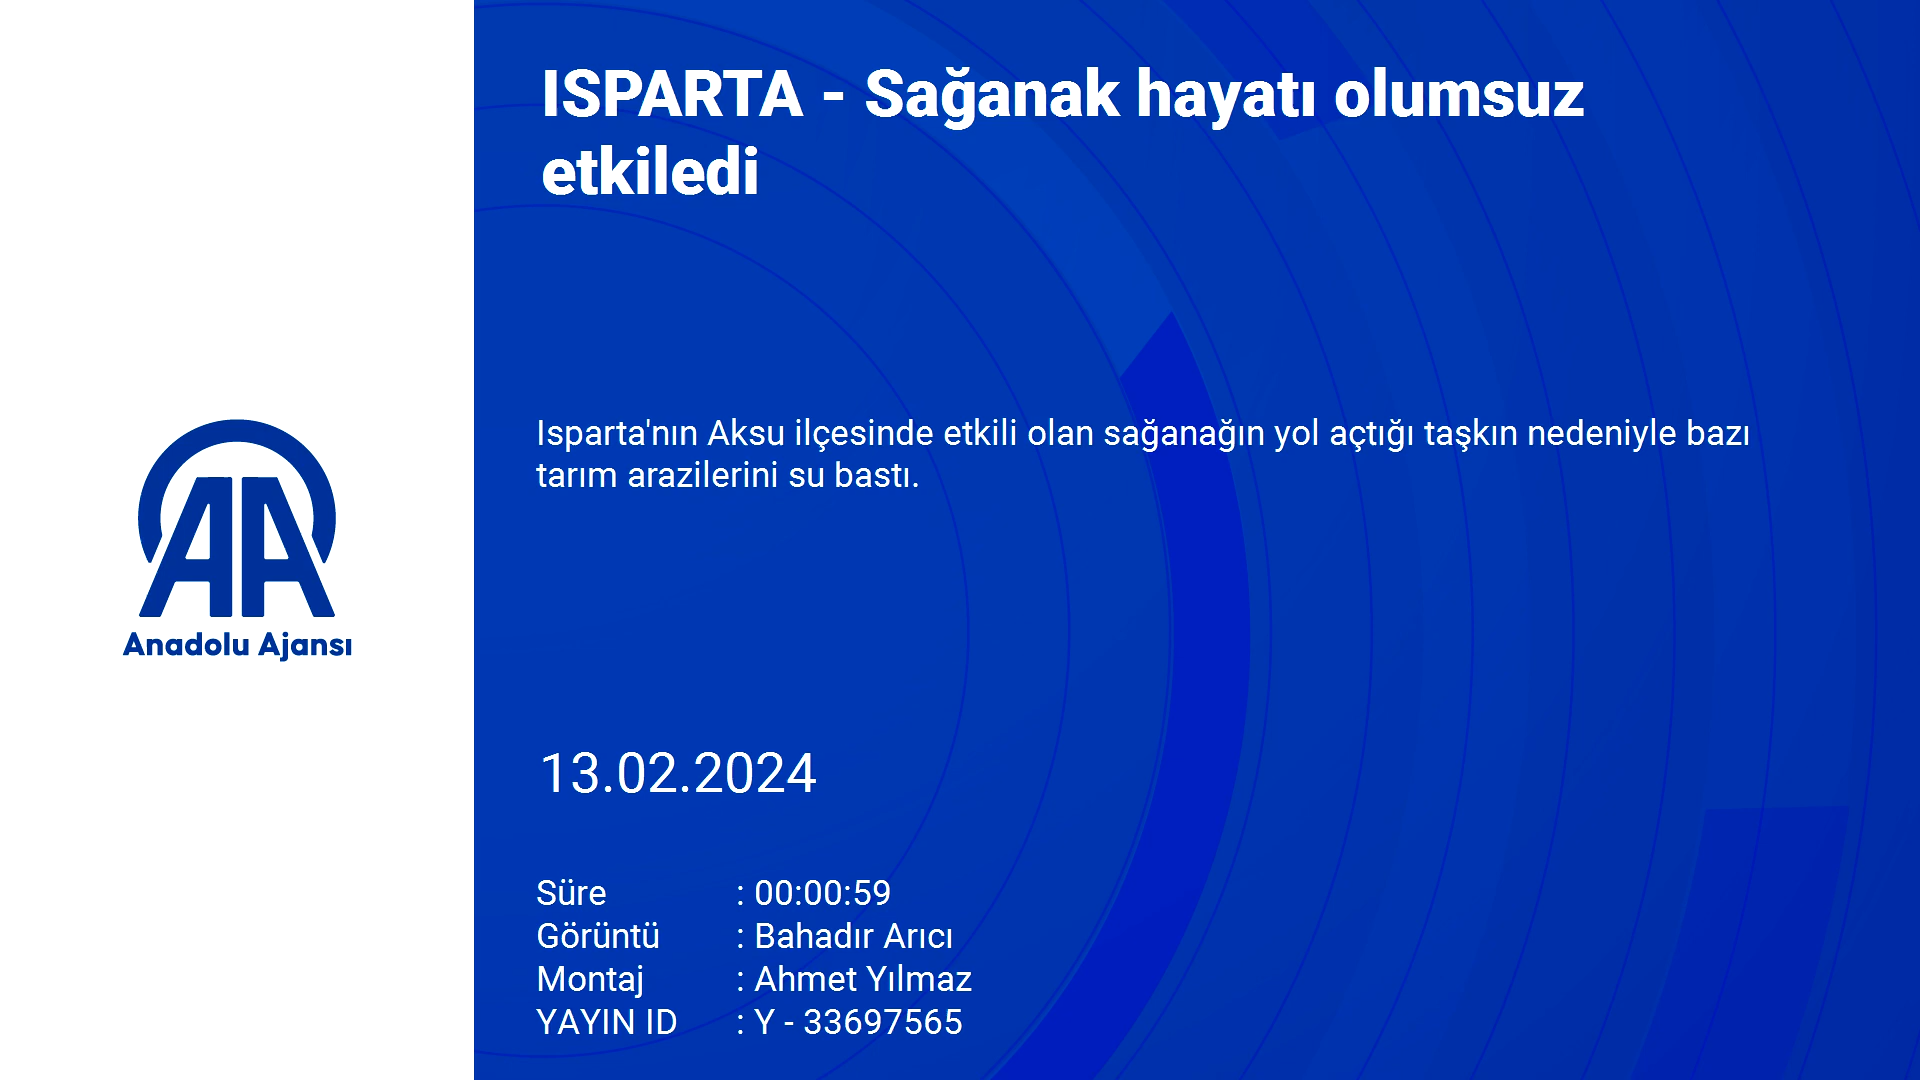 ISPARTA - Sağanak hayatı olumsuz
etkiledi
Isparta'nın Aksu ilçesinde etkili olan sağanağın yol açtığı taşkın nedeniyle bazı
tarım arazilerini su bastı.
AA
Anadolu Ajansı
13.02.2024
Süre : 00:00:59
Görüntü : Bahadır Arıcı
Montaj : Ahmet Yılmaz
YAYIN ID : Y - 33697565